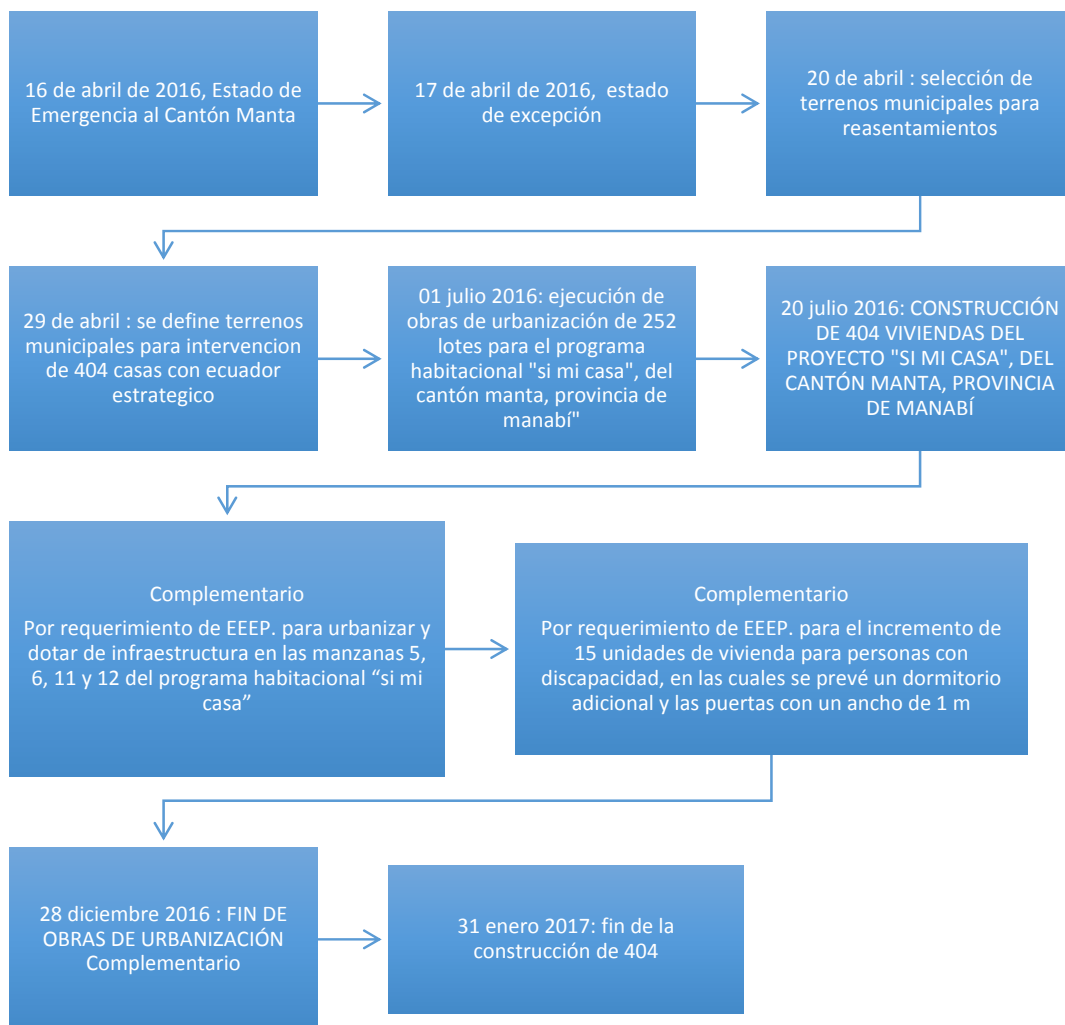 16 de abril de 2016, Estado de
Emergencia al Cantón Manta
17 de abril de 2016,  estado
de excepción
20 de abril : selección de
terrenos municipales para
reasentamientos
29 de abril : se define terrenos
municipales para intervencion
de 404 casas con ecuador
estrategico
01 julio 2016: ejecución de
obras de urbanización de 252
lotes para el programa
habitacional "si mi casa", del
cantón manta, provincia de
manabí"
20 julio 2016: CONSTRUCCIÓN
DE 404 VIVIENDAS DEL
PROYECTO "SI MI CASA", DEL
CANTÓN MANTA, PROVINCIA
DE MANABÍ
Complementario
Por requerimiento de EEEP. para urbanizar y
dotar de infraestructura en las manzanas 5,
6, 11 y 12 del programa habitacional “si mi
casa”
Complementario
Por requerimiento de EEEP. para el incremento de
15 unidades de vivienda para personas con
discapacidad, en las cuales se prevé un dormitorio
adicional y las puertas con un ancho de 1 m
28 diciembre 2016 : FIN DE
OBRAS DE URBANIZACIÓN
Complementario
31 enero 2017: fin de la
construcción de 404